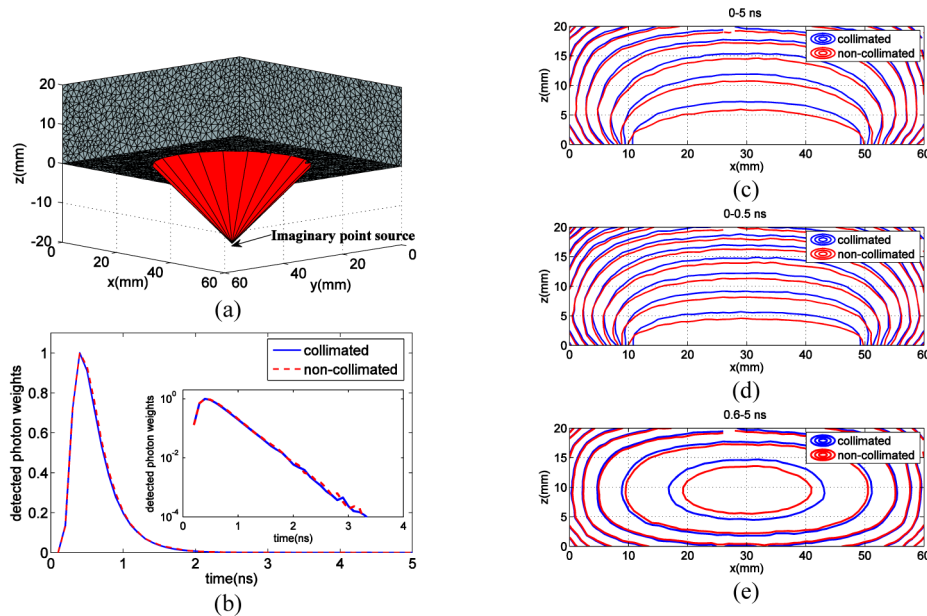 20
10
0
-10
-20
z(mm)
0
20
40
60
x(mm)
60
40
20
0
y(mm)
Imaginary point source
(a)
1
0.8
0.6
0.4
0.2
0
detected photon weights
0
1
2
3
4
5
time(ns)
collimated
non-collimated
10^0
10^-2
10^-4
detected photon weights
0
1
2
3
4
time(ns)
(b)
0-5 ns
20
15
10
5
0
z(mm)
collimated
non-collimated
0
10
20
30
40
50
60
x(mm)
(c)
0-0.5 ns
20
15
10
5
0
z(mm)
collimated
non-collimated
0
10
20
30
40
50
60
x(mm)
(d)
0.6-5 ns
20
15
10
5
0
z(mm)
collimated
non-collimated
0
10
20
30
40
50
60
x(mm)
(e)